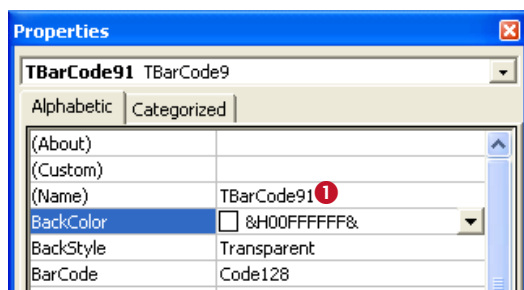 Properties
TBarCode91 TBarCode9
Alphabetic Categorized
(About)
(Custom)
(Name) TBarCode91 1
BackColor &H00FFFFFF&
BackStyle Transparent
BarCode Code128